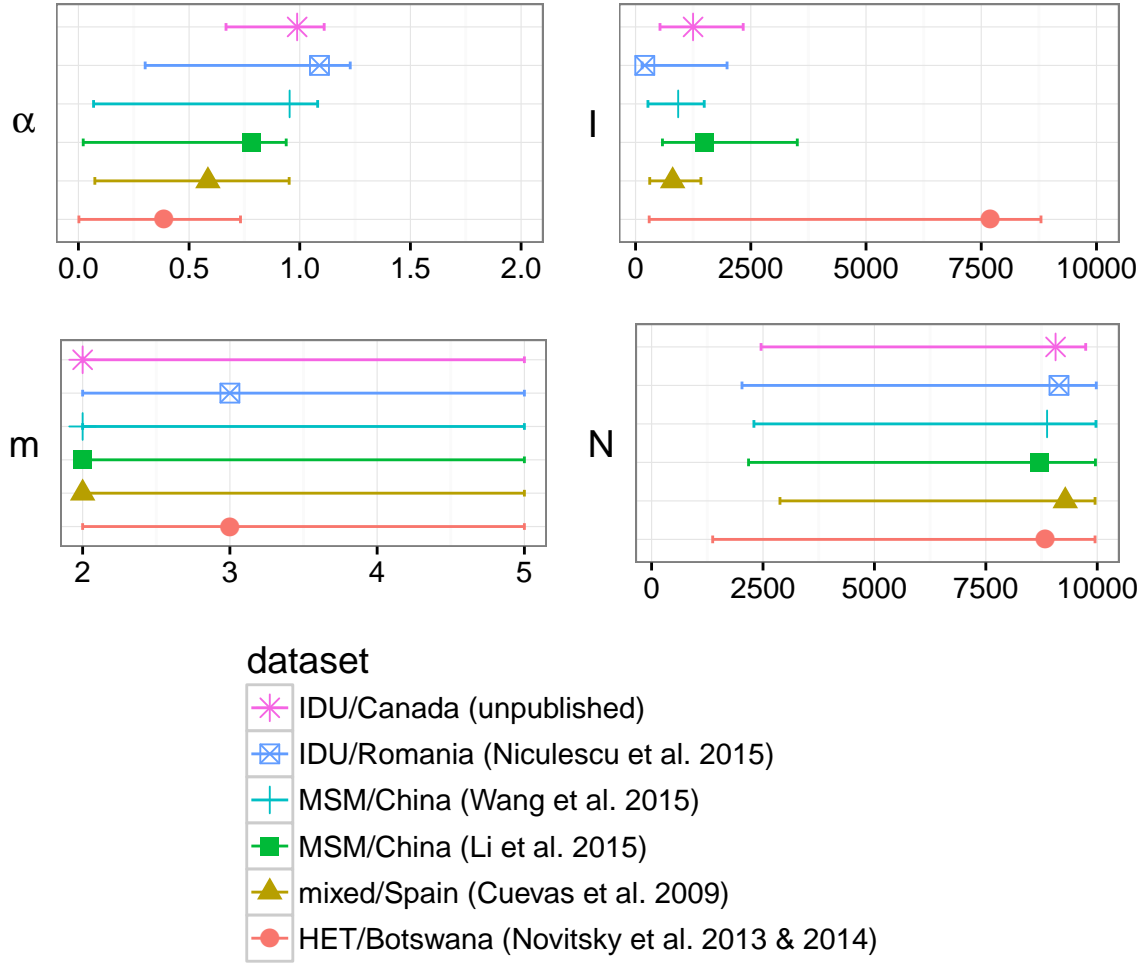 α
0.0 0.5 1.0 1.5 2.0
I
0 2500 5000 7500 10000
m
2 3 4 5
N
0 2500 5000 7500 10000
dataset
IDU/Canada (unpublished)
IDU/Romania (Niculescu et al. 2015)
MSM/China (Wang et al. 2015)
MSM/China (Li et al. 2015)
mixed/Spain (Cuevas et al. 2009)
HET/Botswana (Novitsky et al. 2013 & 2014)